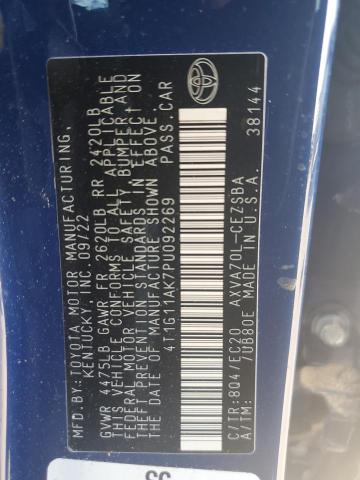 MFD.BY:TOYOTA MOTOR MANUFACTURING,
KENTUCKY, INC. 09/22
GVWR 4475LB GAWR FR 2620LB RR 2420LB
THIS VEHICLE CONFORMS TO ALL APPLICABLE
FEDERAL MOTOR VEHICLE SAFETY, BUMPER, AND
THEFT PREVENTION STANDARDS IN EFFECT ON
THE DATE OF MANUFACTURE SHOWN ABOVE.
4T1G11AK7PU092269 PASS.CAR
C/TR:8Q4/FC20 AXVA70L-CEZSBA
A/TM: /UB80E MADE IN U.S.A. 38144